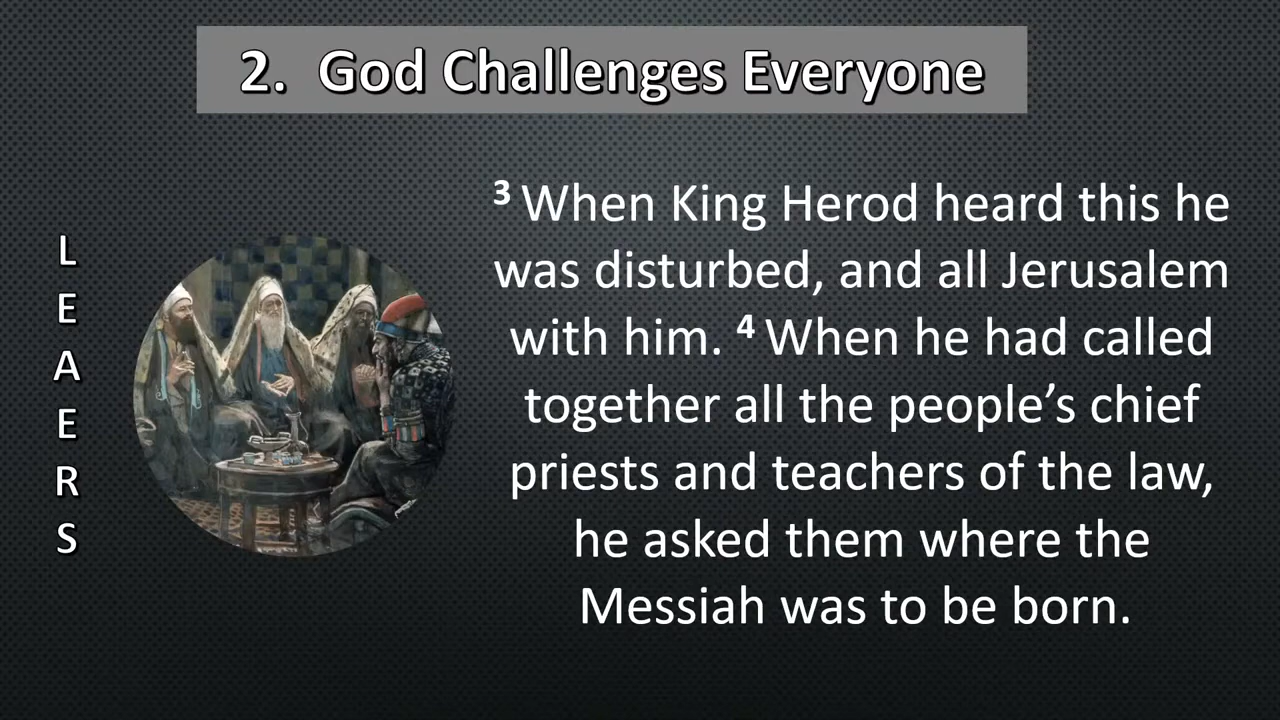 2. God Challenges Everyone
L
E
A
E
R
S
3 When King Herod heard this he
was disturbed, and all Jerusalem
with him. 4 When he had called
together all the people’s chief
priests and teachers of the law,
he asked them where the
Messiah was to be born.